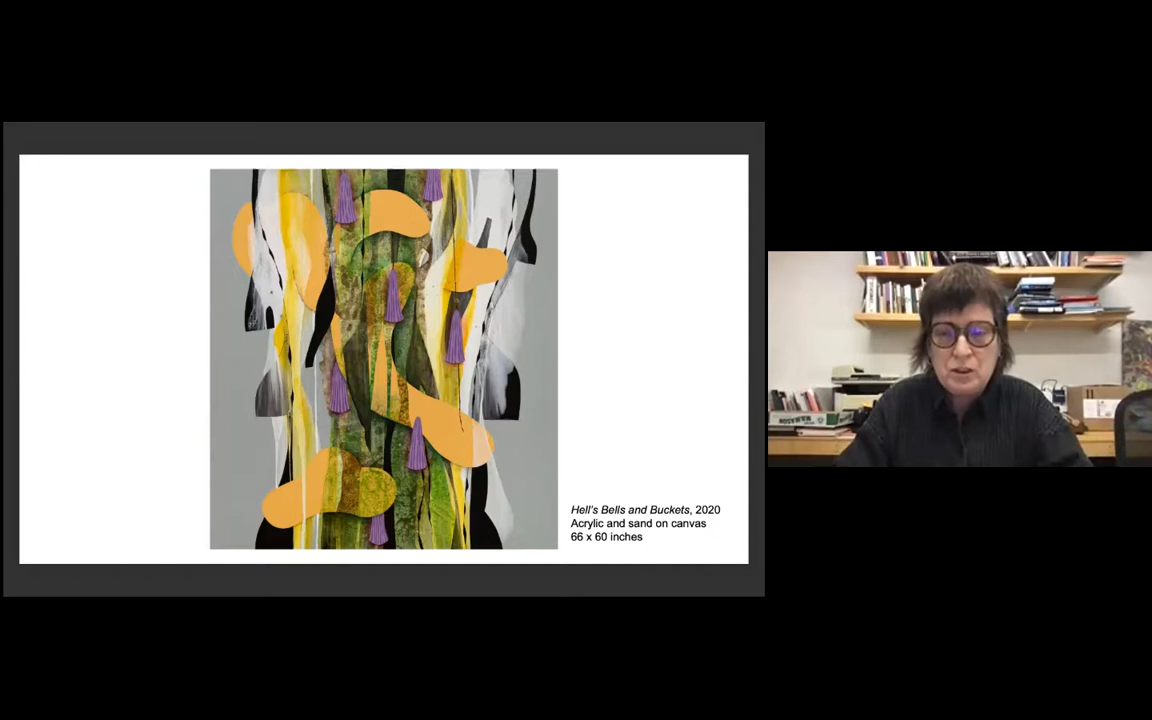 Hell's Bells and Buckets, 2020
Acrylic and sand on canvas
66 x 60 inches